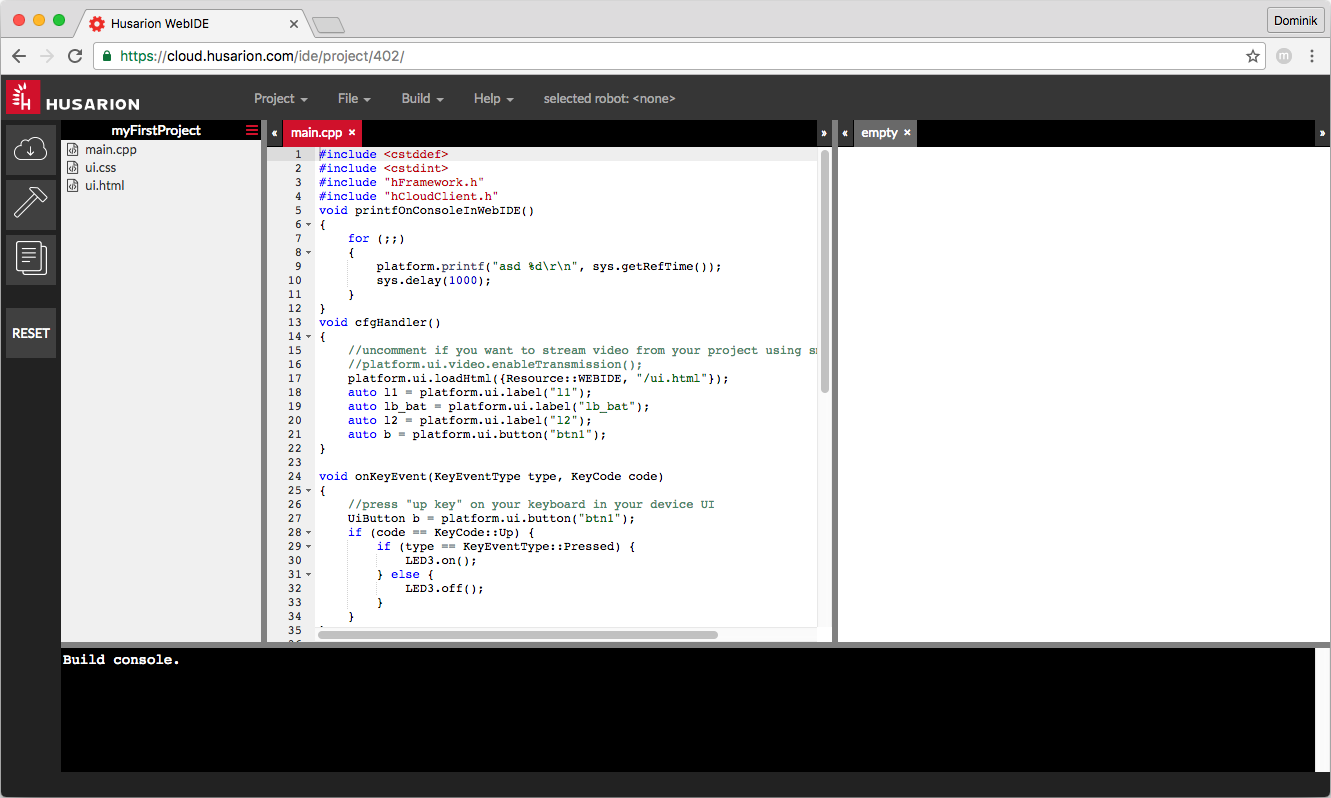 Husarion WebIDE
Dominik
https://cloud.husarion.com/ide/project/402/
m
HUSARION
Project File Build Help selected robot: <none>
myFirstProject
main.cpp
ui.css
ui.html
RESET
« main.cpp × »
« empty × »
1 #include <cstddef>
2 #include <cstdint>
3 #include "hFramework.h"
4 #include "hCloudClient.h"
5 void printfOnConsoleInWebIDE()
6 {
7     for (;;)
8     {
9         platform.printf("asd %d\r\n", sys.getRefTime());
10         sys.delay(1000);
11     }
12 }
13 void cfgHandler()
14 {
15     //uncomment if you want to stream video from your project using
16     //platform.ui.video.enableTransmission();
17     platform.ui.loadHtml({Resource::WEBIDE, "/ui.html"});
18     auto l1 = platform.ui.label("l1");
19     auto lb_bat = platform.ui.label("lb_bat");
20     auto l2 = platform.ui.label("l2");
21     auto b = platform.ui.button("btn1");
22 }
23
24 void onKeyEvent(KeyEventType type, KeyCode code)
25 {
26     //press "up key" on your keyboard in your device UI
27     UiButton b = platform.ui.button("btn1");
28     if (code == KeyCode::Up) {
29         if (type == KeyEventType::Pressed) {
30             LED3.on();
31         } else {
32             LED3.off();
33         }
34     }
35
Build console.